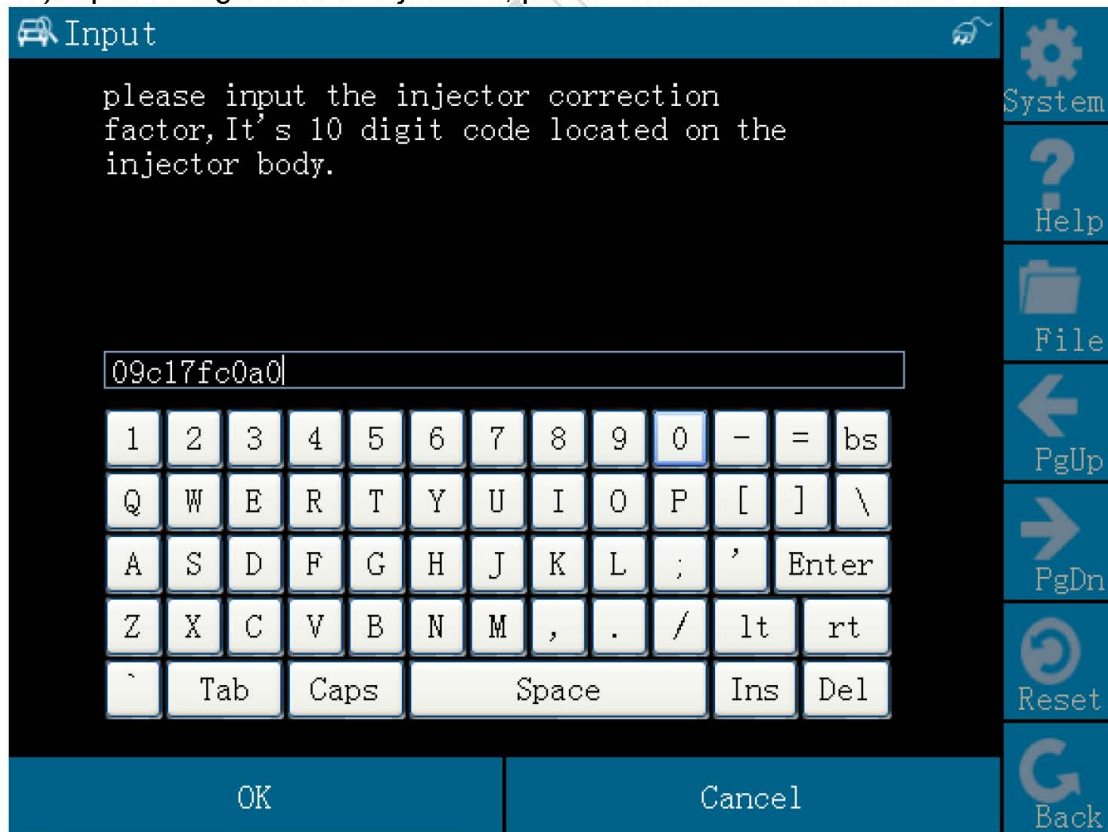 Input
please input the injector correction
factor,It's 10 digit code located on the
injector body.
09c17fc0a0
1 2 3 4 5 6 7 8 9 0 - = bs
Q W E R T Y U I O P [ ] \
A S D F G H J K L ; ' Enter
Z X C V B N M , . / lt rt
` Tab Caps Space Ins Del
OK Cancel
System
Help
File
PgUp
PgDn
Reset
Back